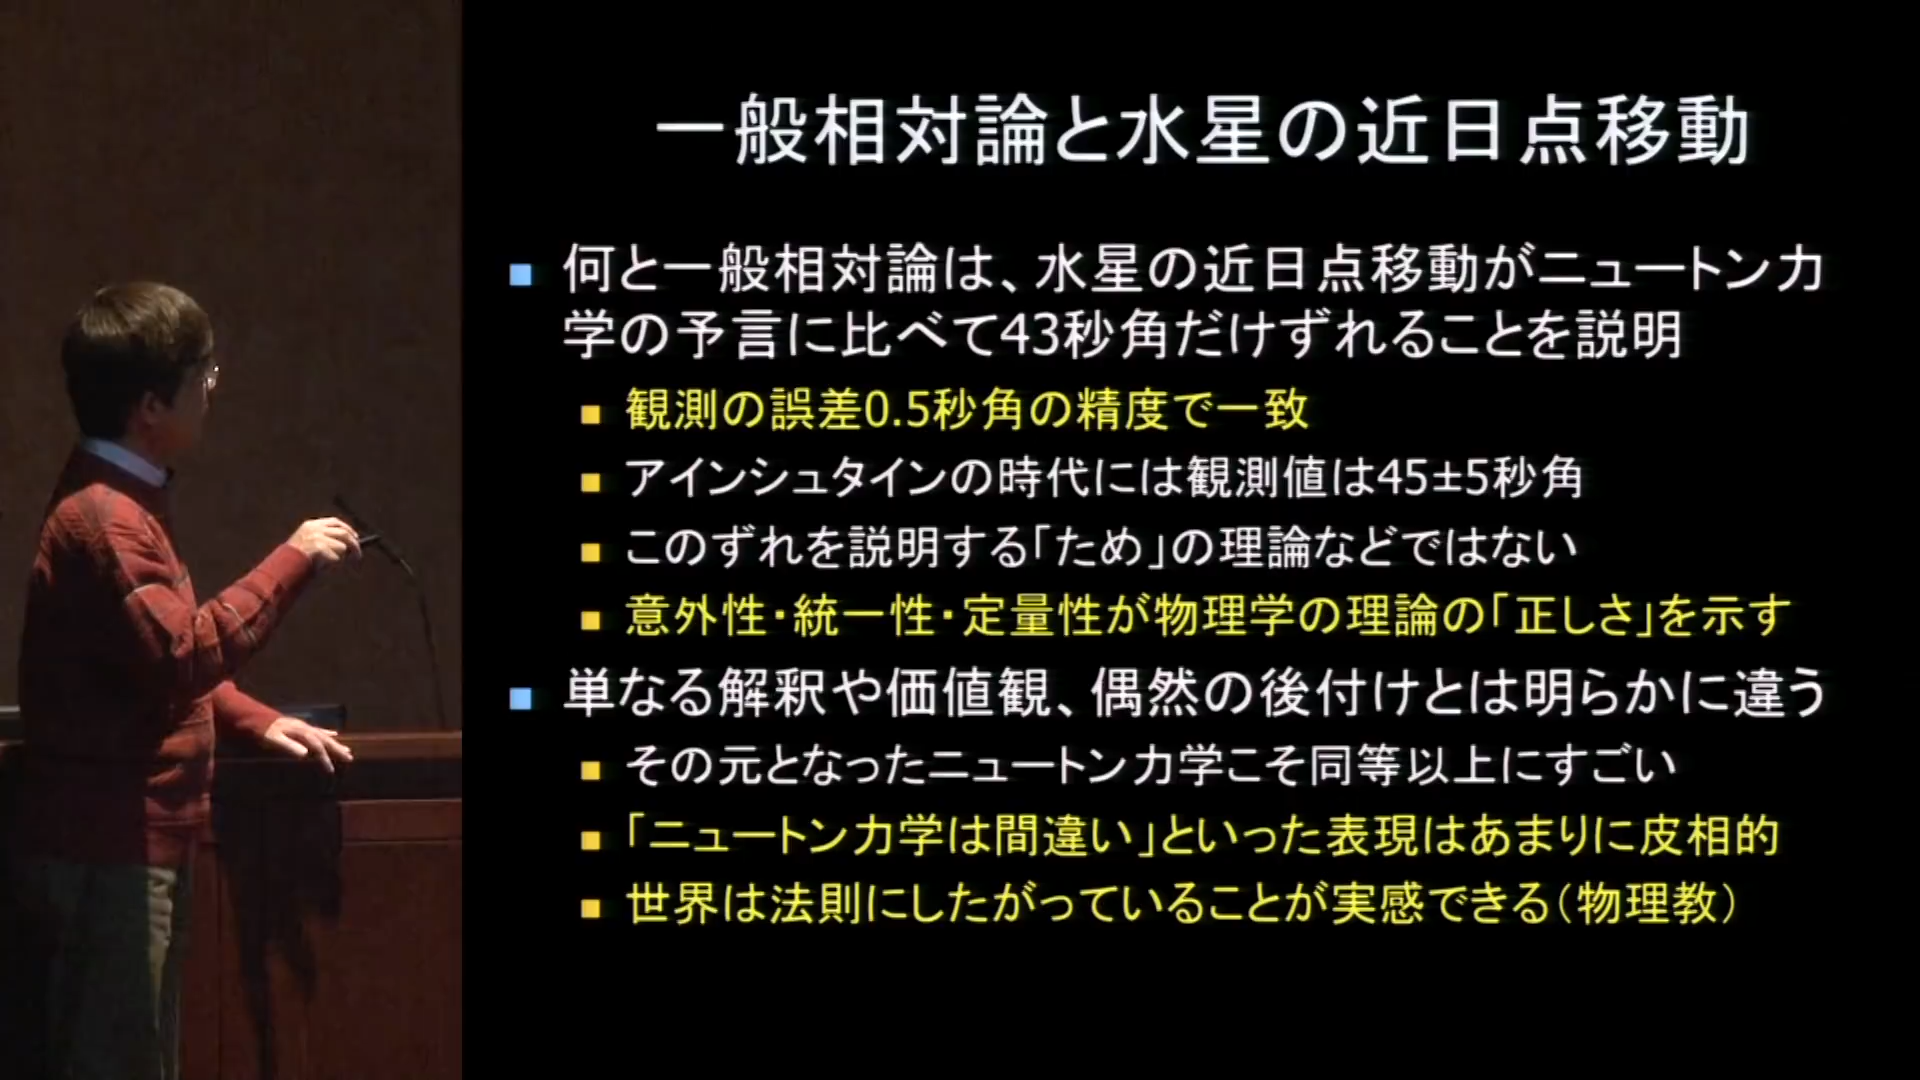 一般相対論と水星の近日点移動
何と一般相対論は、水星の近日点移動がニュートン力
学の予言に比べて43秒角だけずれることを説明
観測の誤差0.5秒角の精度で一致
アインシュタインの時代には観測値は45±5秒角
このずれを説明する「ため」の理論などではない
意外性・統一性・定量性が物理学の理論の「正しさ」を示す
単なる解釈や価値観、偶然の後付けとは明らかに違う
その元となったニュートン力学こそ同等以上にすごい
「ニュートン力学は間違い」といった表現はあまりに皮相的
世界は法則にしたがっていることが実感できる（物理教）